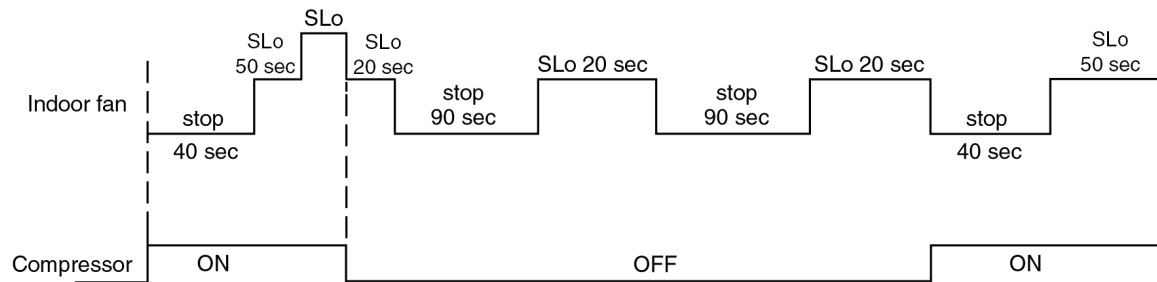 SLo
SLo
50 sec
SLo
20 sec
SLo 20 sec
SLo 20 sec
SLo
50 sec
Indoor fan
stop
40 sec
stop
90 sec
stop
90 sec
stop
40 sec
Compressor
ON
OFF
ON